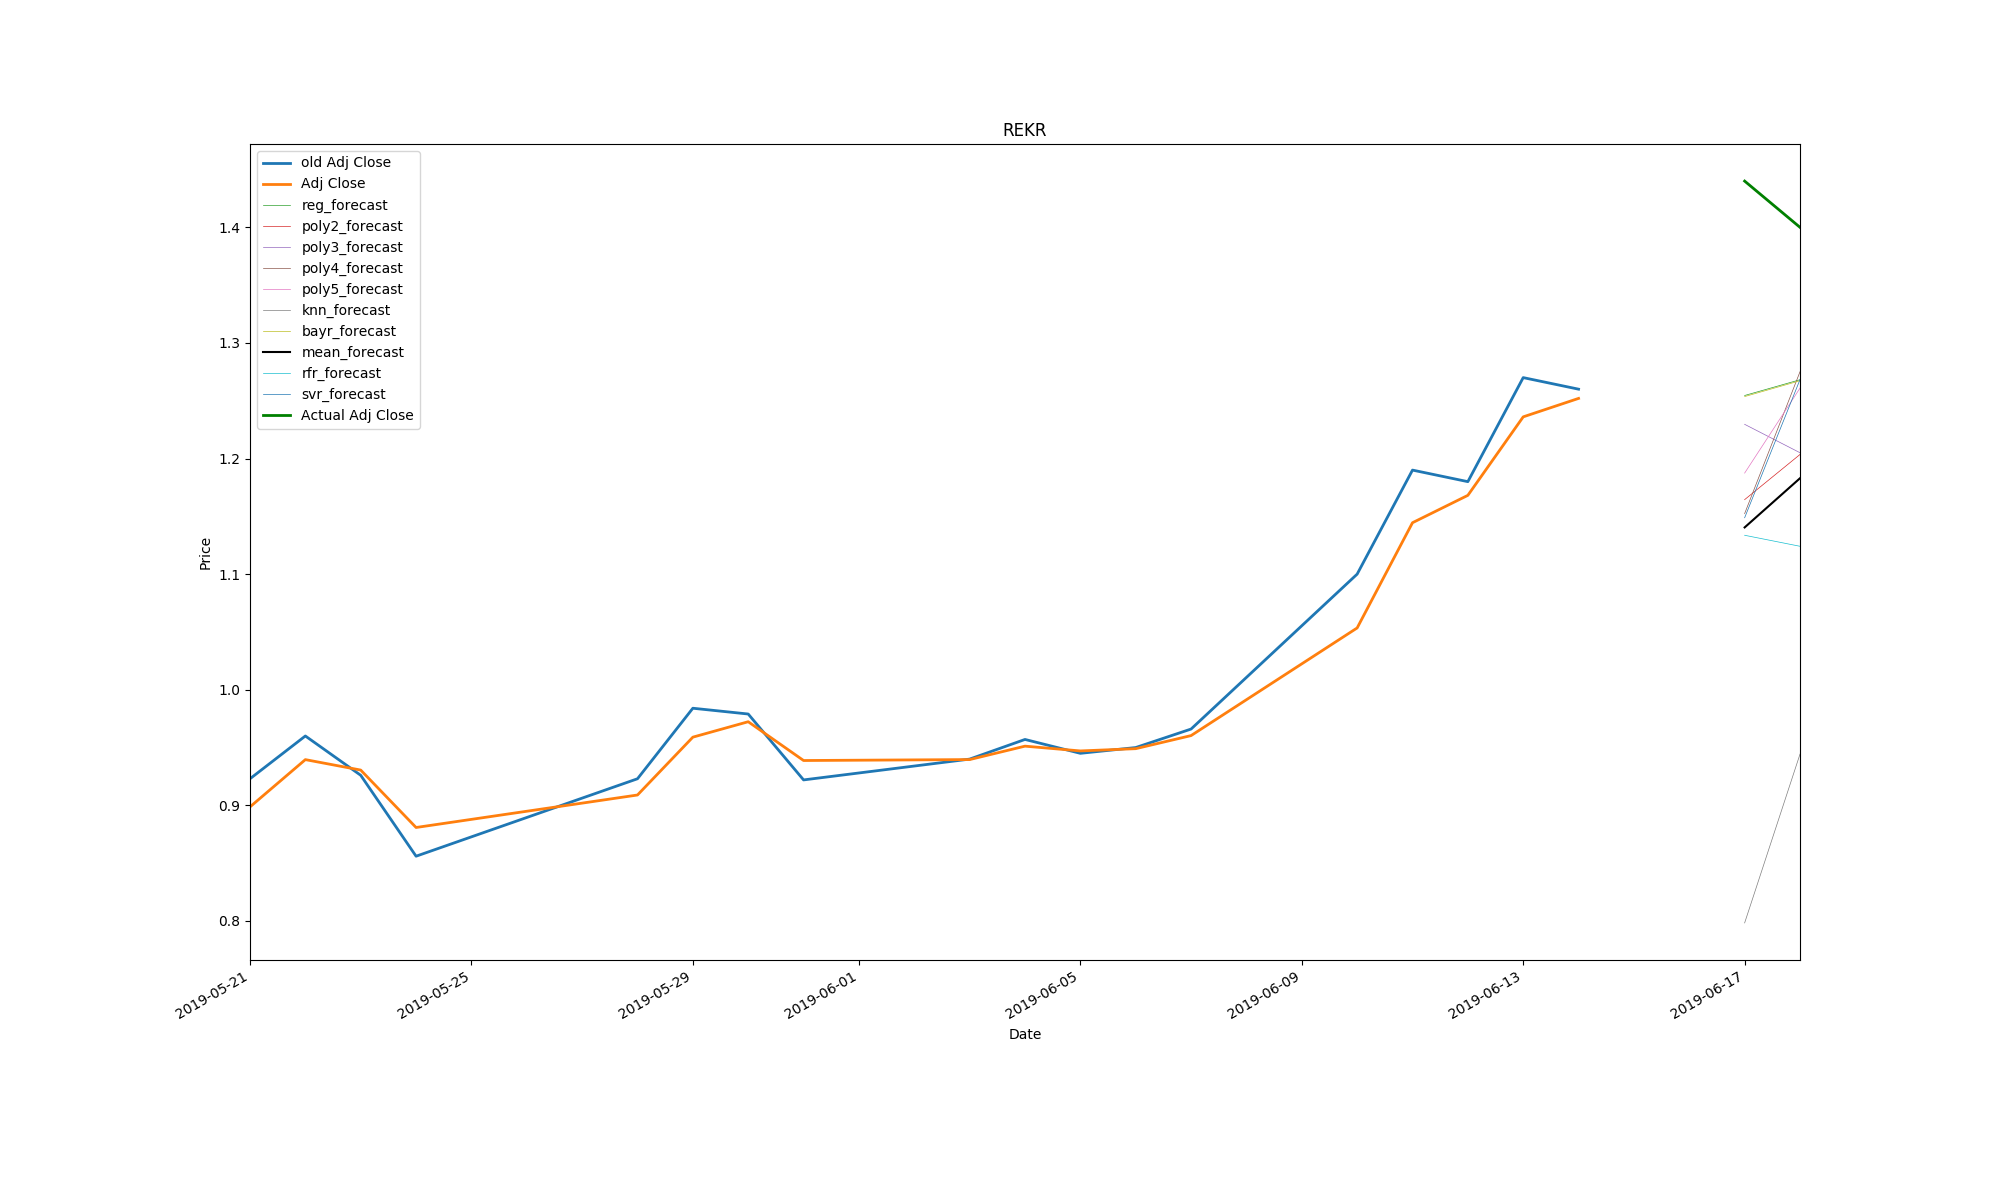 REKR
old Adj Close
Adj Close
reg_forecast
poly2_forecast
poly3_forecast
poly4_forecast
poly5_forecast
knn_forecast
bayr_forecast
mean_forecast
rfr_forecast
svr_forecast
Actual Adj Close
1.4
1.3
1.2
1.1
1.0
0.9
0.8
Price
2019-05-21
2019-05-25
2019-05-29
2019-06-01
2019-06-05
2019-06-09
2019-06-13
2019-06-17
Date